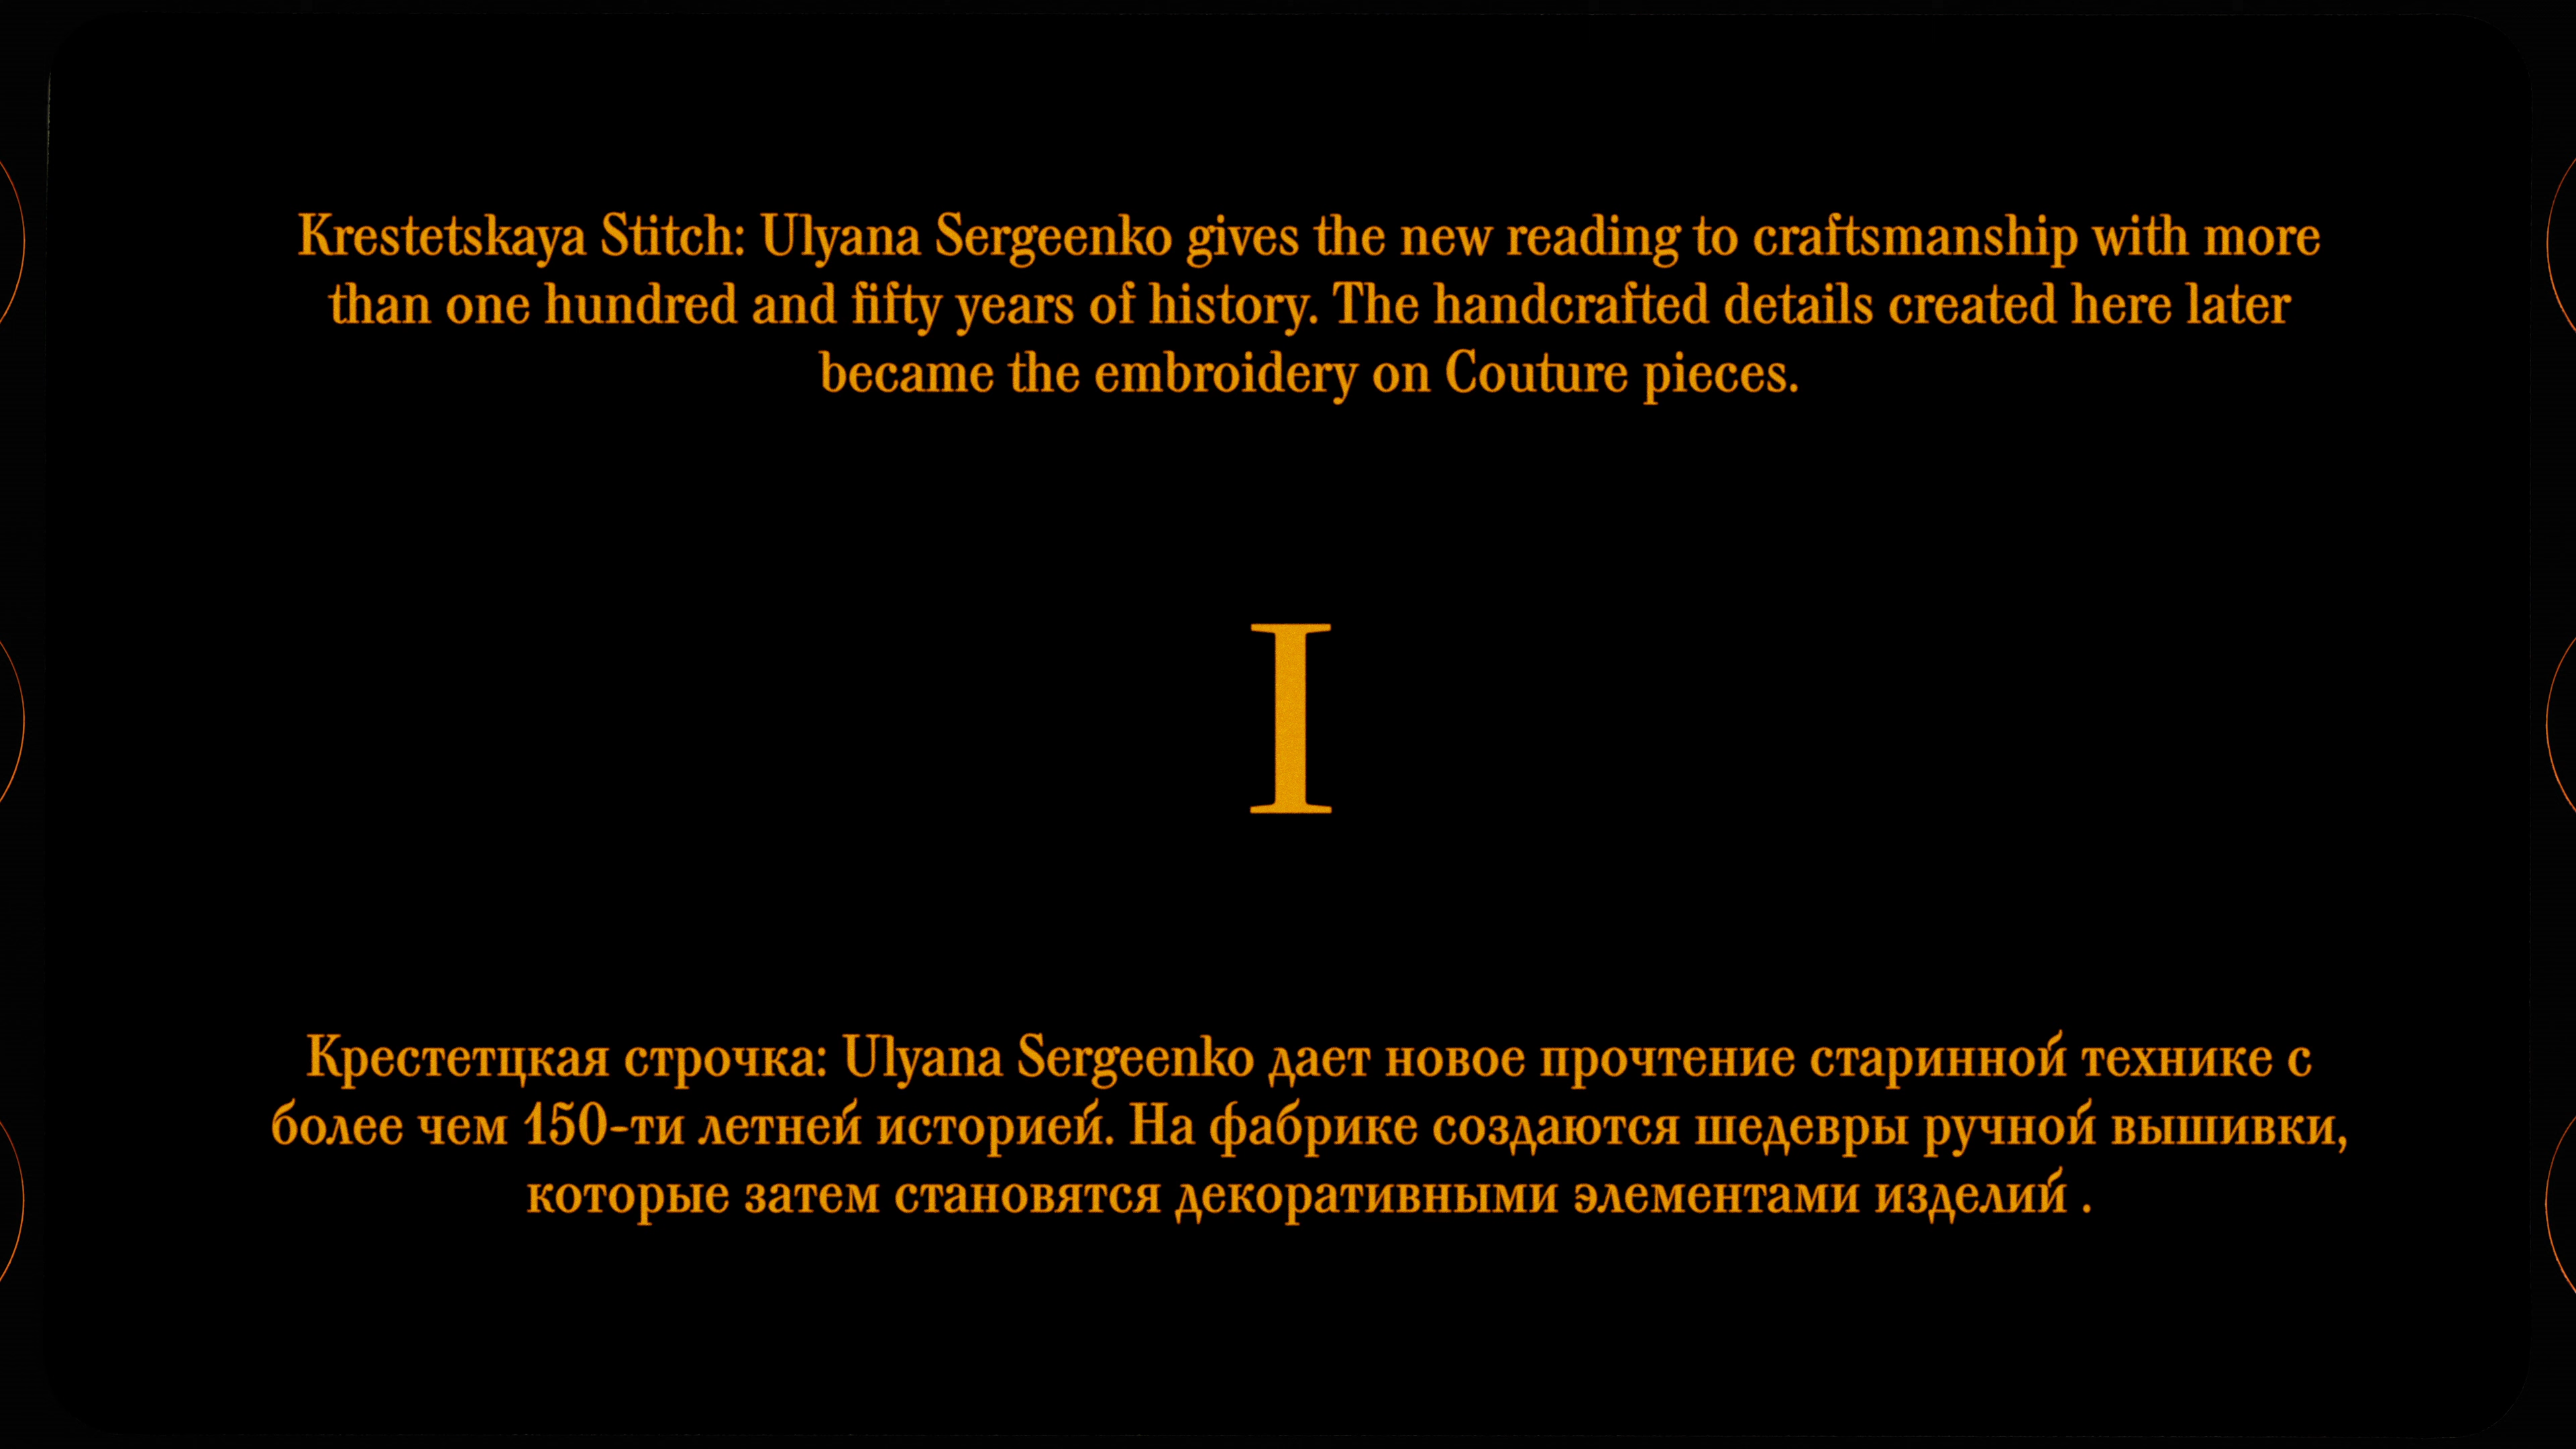 Krestetskaya Stitch: Ulyana Sergeenko gives the new reading to craftsmanship with more
than one hundred and fifty years of history. The handcrafted details created here later
became the embroidery on Couture pieces.
I
Крестетцкая строчка: Ulyana Sergeenko дает новое прочтение старинной технике с
более чем 150-ти летней историей. На фабрике создаются шедевры ручной вышивки,
которые затем становятся декоративными элементами изделий .